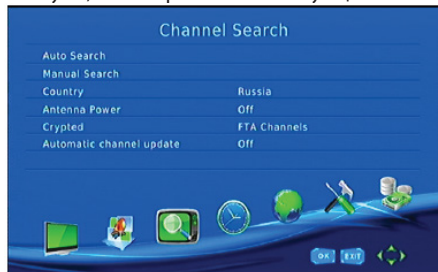 Channel Search
Auto Search
Manual Search
Country Russia
Antenna Power Off
Crypted FTA Channels
Automatic channel update Off
OK EXIT